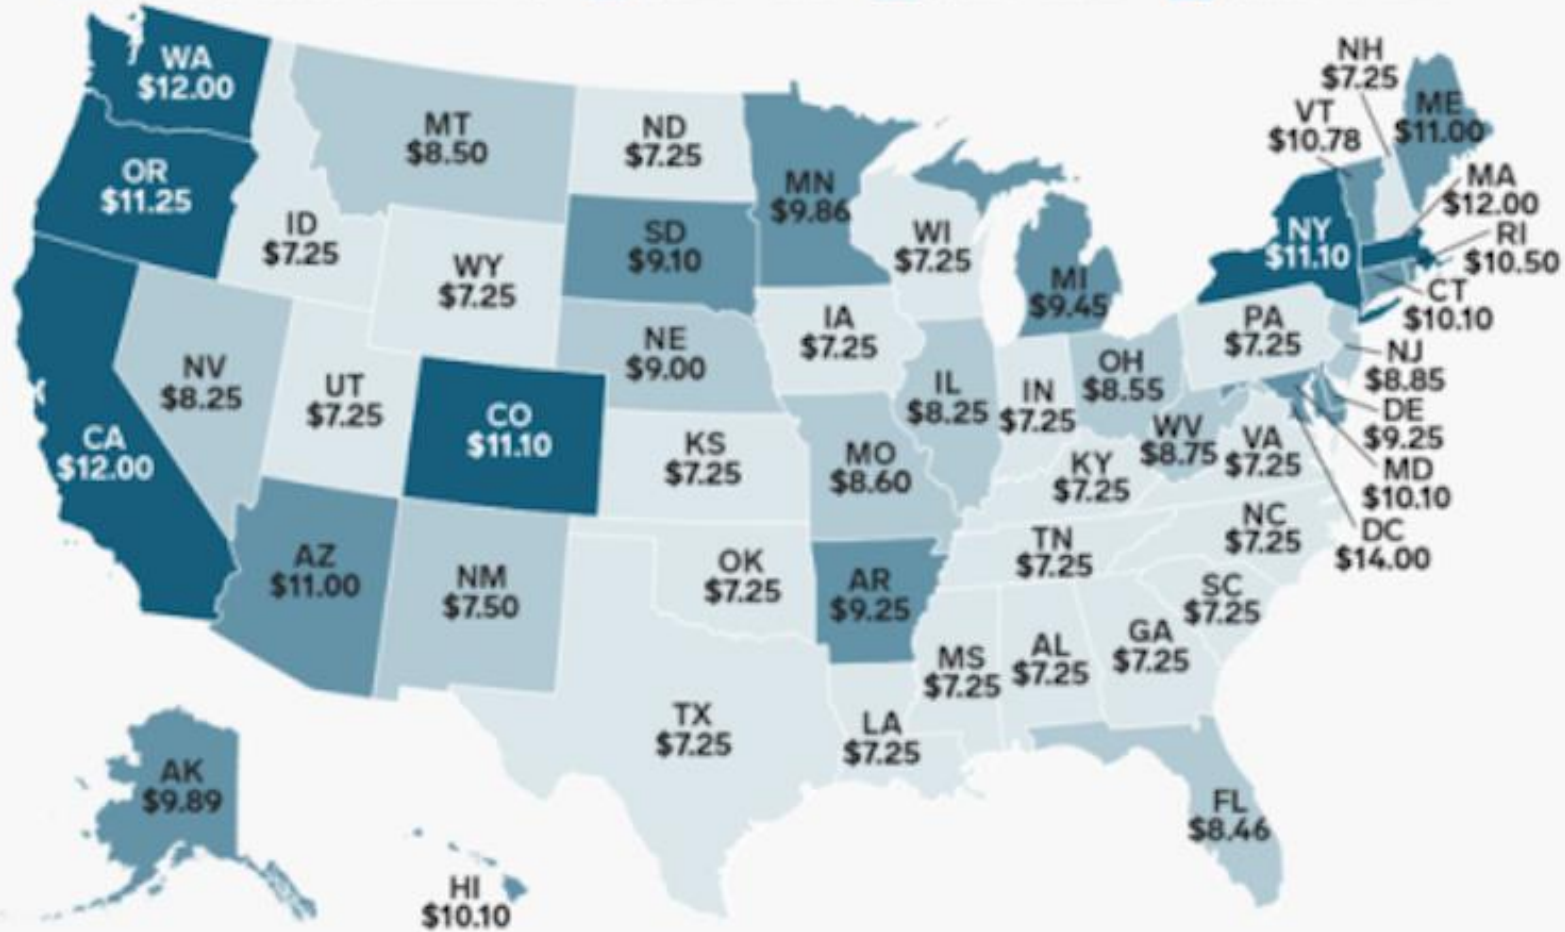 WA
$12.00
MT
$8.50
ND
$7.25
MN
$9.86
NH
$7.25
ME
$11.00
VT
$10.78
OR
$11.25
ID
$7.25
WY
$7.25
SD
$9.10
WI
$7.25
MI
$9.45
NY
$11.10
MA
$12.00
RI
$10.50
CT
$10.10
NV
$8.25
UT
$7.25
CO
$11.10
NE
$9.00
IA
$7.25
IL
$8.25
IN
$7.25
OH
$8.55
PA
$7.25
NJ
$8.85
DE
$9.25
MD
$10.10
DC
$14.00
CA
$12.00
KS
$7.25
MO
$8.60
KY
$7.25
WV
$8.75
VA
$7.25
AZ
$11.00
NM
$7.50
OK
$7.25
AR
$9.25
TN
$7.25
NC
$7.25
SC
$7.25
TX
$7.25
LA
$7.25
MS
$7.25
AL
$7.25
GA
$7.25
AK
$9.89
HI
$10.10
FL
$8.46